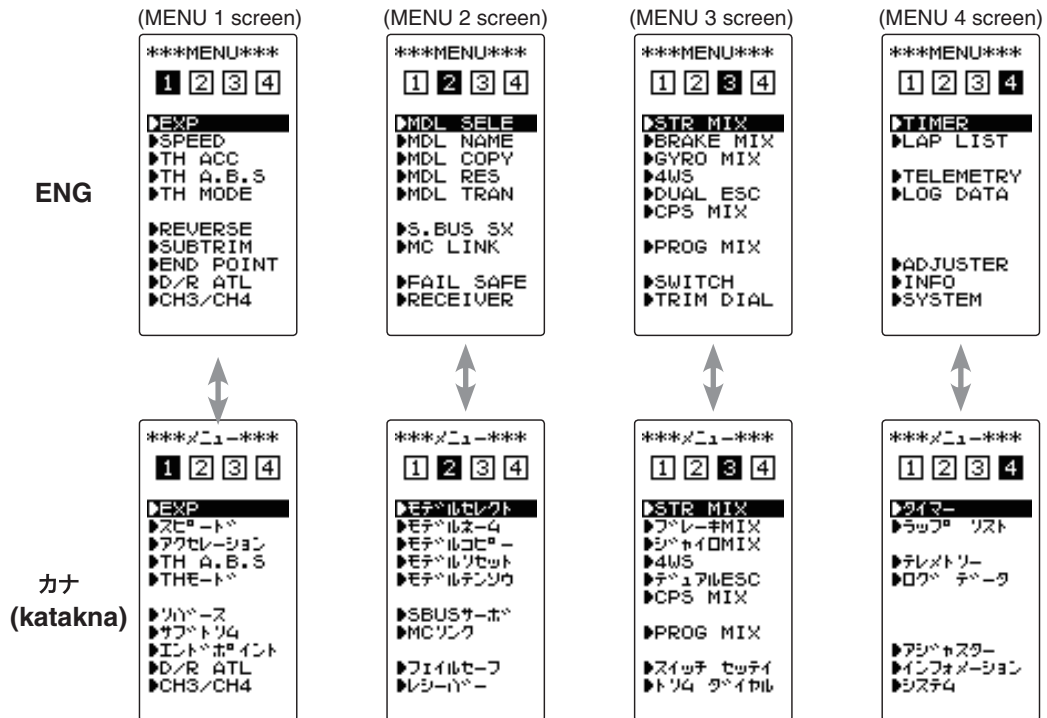 (MENU 1 screen)
***MENU***
1 2 3 4
▶EXP
▶SPEED
▶TH ACC
▶TH A.B.S
▶TH MODE
▶REVERSE
▶SUBTRIM
▶END POINT
▶D/R ATL
▶CH3/CH4
(MENU 2 screen)
***MENU***
1 2 3 4
▶MDL SELE
▶MDL NAME
▶MDL COPY
▶MDL RES
▶MDL TRAN
▶S.BUS SX
▶MC LINK
▶FAIL SAFE
▶RECEIVER
(MENU 3 screen)
***MENU***
1 2 3 4
▶STR MIX
▶BRAKE MIX
▶GYRO MIX
▶4WS
▶DUAL ESC
▶CPS MIX
▶PROG MIX
▶SWITCH
▶TRIM DIAL
(MENU 4 screen)
***MENU***
1 2 3 4
▶TIMER
▶LAP LIST
▶TELEMETRY
▶LOG DATA
▶ADJUSTER
▶INFO
▶SYSTEM
ENG
***メニュー***
1 2 3 4
▶EXP
▶スピード
▶アクセレーション
▶TH A.B.S
▶THモード
▶リバース
▶サブトリム
▶エンドポイント
▶D/R ATL
▶CH3/CH4
***メニュー***
1 2 3 4
▶モデルセレクト
▶モデルネーム
▶モデルコピー
▶モデルリセット
▶モデルテンソウ
▶SBUSサーボ
▶MCリンク
▶フェイルセーフ
▶レシーバー
***メニュー***
1 2 3 4
▶STR MIX
▶ブレーキMIX
▶ジャイロMIX
▶4WS
▶デュアルESC
▶CPS MIX
▶PROG MIX
▶スイッチ セッテイ
▶トリム ダイヤル
***メニュー***
1 2 3 4
▶タイマー
▶ラップ リスト
▶テレメトリー
▶ログ データ
▶アジャスター
▶インフォメーション
▶システム
カナ
(katakna)